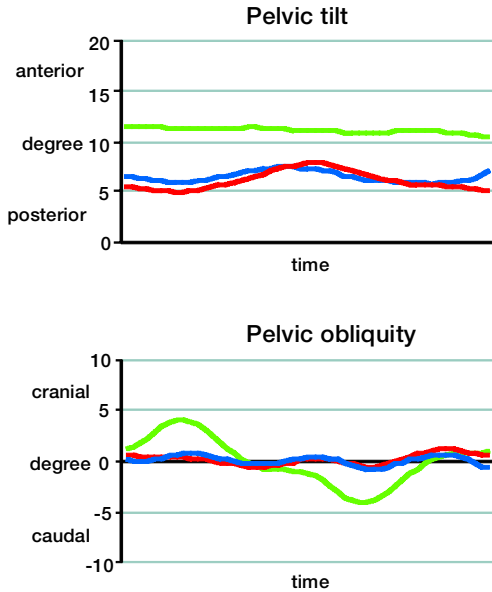 Pelvic tilt
20
anterior
15
degree 10
5
posterior
0
time
Pelvic obliquity
10
cranial
5
degree 0
-5
caudal
-10
time